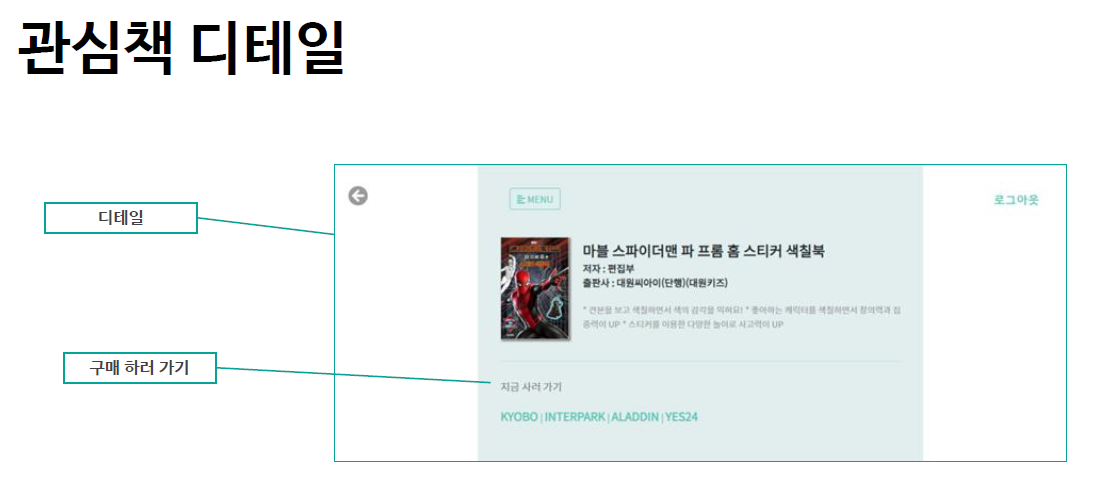 관심책 디테일
디테일
구매 하러 가기
MENU
로그아웃
마블 스파이더맨 파 프롬 홈 스티커 색칠북
저자 : 편집부
출판사 : 대원씨아이(단행)(대원키즈)
* 견본을 보고 색칠하면서 색의 감각을 익혀요! * 좋아하는 캐릭터를 색칠하면서 창의력과 집
중력이 UP * 스티커를 이용한 다양한 놀이로 사고력이 UP
지금 사러 가기
KYOBO | INTERPARK | ALADDIN | YES24